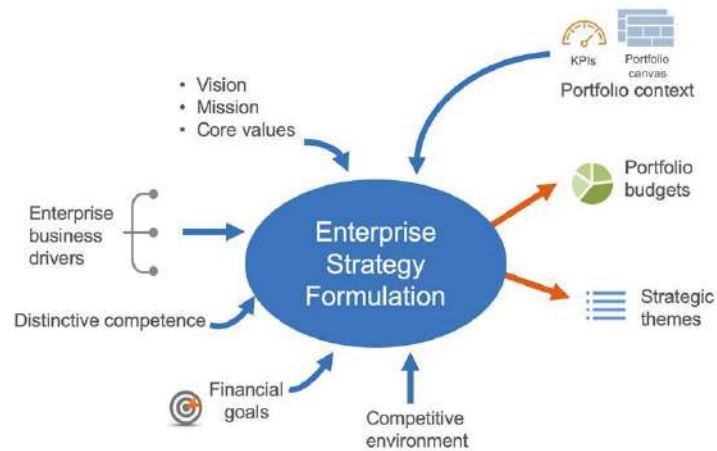 KPIs
Portfolio
canvas
Portfolio context
• Vision
• Mission
• Core values
Portfolio
budgets
Enterprise
business
drivers
Enterprise
Strategy
Formulation
Strategic
themes
Distinctive competence
Financial
goals
Competitive
environment